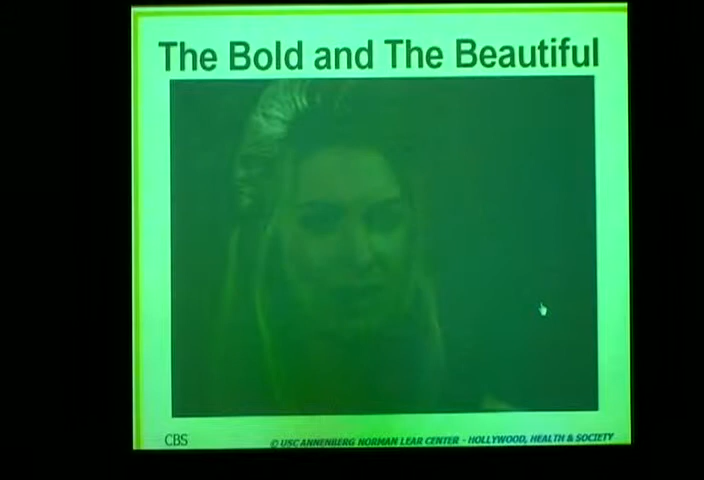 The Bold and The Beautiful
CBS
© USC ANNENBERG NORMAN LEAR CENTER - HOLLYWOOD, HEALTH & SOCIETY